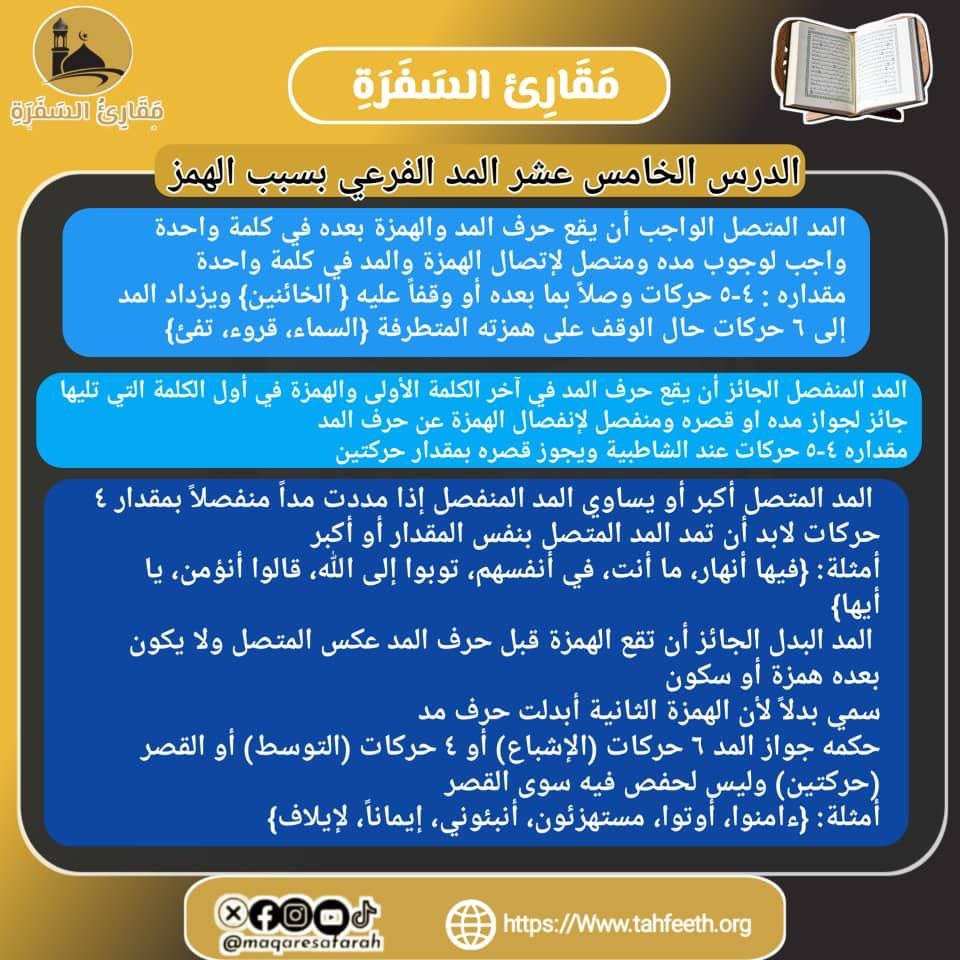 مَقَارِئُ السَفَرَةِ
مَقَارِئ السَفَرَةِ
الدرس الخامس عشر المد الفرعي بسبب الهمز
المد المتصل الواجب أن يقع حرف المد والهمزة بعده في كلمة واحدة
واجب لوجوب مده ومتصل لإتصال الهمزة والمد في كلمة واحدة
مقداره : ٤-٥ حركات وصلاً بما بعده أو وقفاً عليه { الخائنين} ويزداد المد
إلى ٦ حركات حال الوقف على همزته المتطرفة {السماء، قروء، تفئ}
المد المنفصل الجائز أن يقع حرف المد في آخر الكلمة الأولى والهمزة في أول الكلمة التي تليها
جائز لجواز مده او قصره ومنفصل لإنفصال الهمزة عن حرف المد
مقداره ٤-٥ حركات عند الشاطبية ويجوز قصره بمقدار حركتين
المد المتصل أكبر أو يساوي المد المنفصل إذا مددت مداً منفصلاً بمقدار ٤
حركات لابد أن تمد المد المتصل بنفس المقدار أو أكبر
أمثلة: {فيها أنهار، ما أنت، في أنفسهم، توبوا إلى الله، قالوا أنؤمن، يا
أيها}
المد البدل الجائز أن تقع الهمزة قبل حرف المد عكس المتصل ولا يكون
بعده همزة أو سكون
سمي بدلاً لأن الهمزة الثانية أبدلت حرف مد
حكمه جواز المد ٦ حركات (الإشباع) أو ٤ حركات (التوسط) أو القصر
(حركتين) وليس لحفص فيه سوى القصر
أمثلة: {ءامنوا، أوتوا، مستهزئون، أنبئوني، إيماناً، لإيلاف}
@maqaresafarah
https://Www.tahfeeth.org